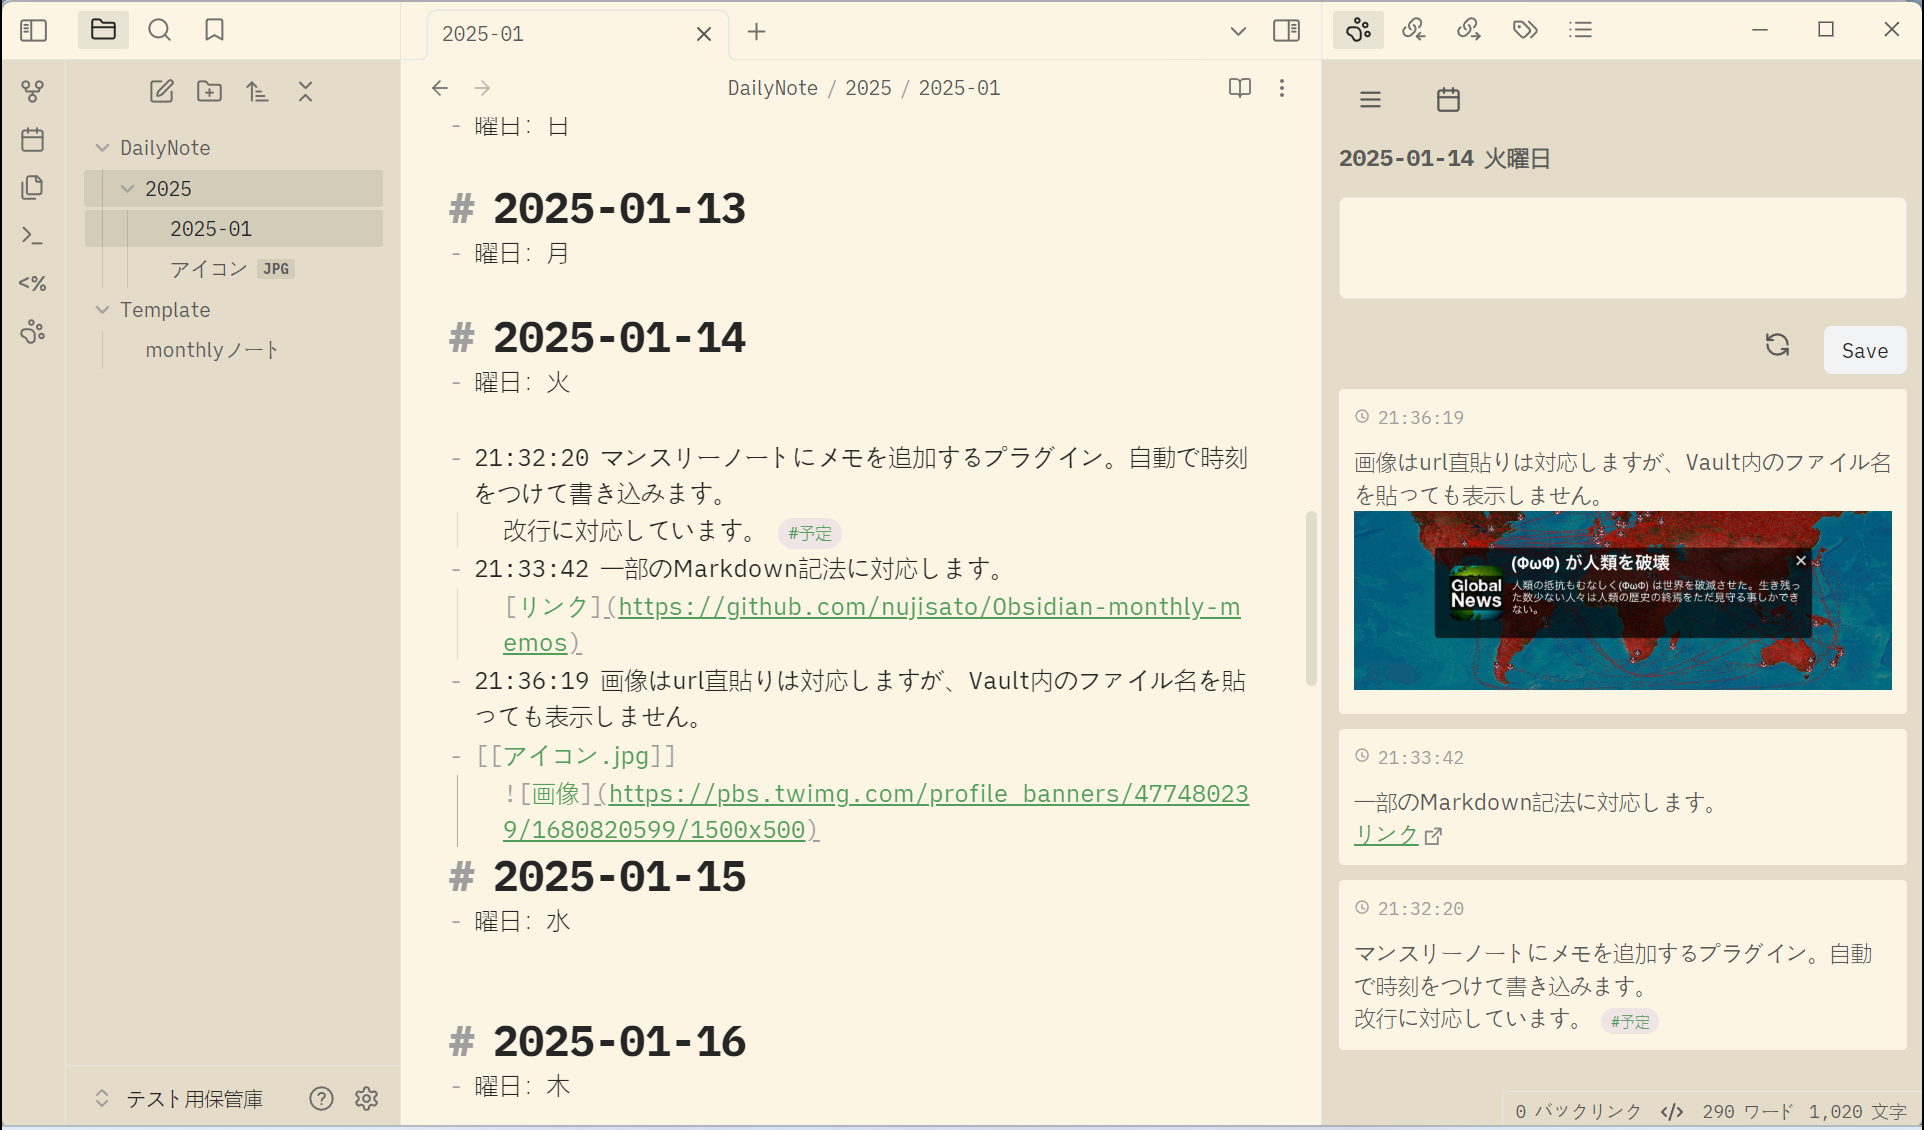 2025-01
DailyNote
2025
2025-01
アイコン JPG
Template
monthlyノート
テスト用保管庫
DailyNote / 2025 / 2025-01
- 曜日: 日
# 2025-01-13
- 曜日: 月
# 2025-01-14
- 曜日: 火
- 21:32:20 マンスリーノートにメモを追加するプラグイン。自動で時刻
をつけて書き込みます。
改行に対応しています。 #予定
- 21:33:42 一部のMarkdown記法に対応します。
[リンク](https://github.com/nujisato/Obsidian-monthly-m
emos)
- 21:36:19 画像はurl直貼りは対応しますが、Vault内のファイル名を貼
っても表示しません。
- [[アイコン.jpg]]
![画像](https://pbs.twimg.com/profile_banners/47748023
9/1680820599/1500x500)
# 2025-01-15
- 曜日: 水
# 2025-01-16
- 曜日: 木
2025-01-14 火曜日
Save
21:36:19
画像はurl直貼りは対応しますが、Vault内のファイル名
を貼っても表示しません。
Global
News
(ΦωΦ) が人類を破壊
人類の抵抗もむなしく(ΦωΦ) は世界を破滅させた。生き残っ
た数少ない人々は人類の歴史の終焉をただ見守る事しかでき
ない。
21:33:42
一部のMarkdown記法に対応します。
リンク
21:32:20
マンスリーノートにメモを追加するプラグイン。自動
で時刻をつけて書き込みます。
改行に対応しています。 #予定
0 バックリンク </> 290 ワード 1,020 文字